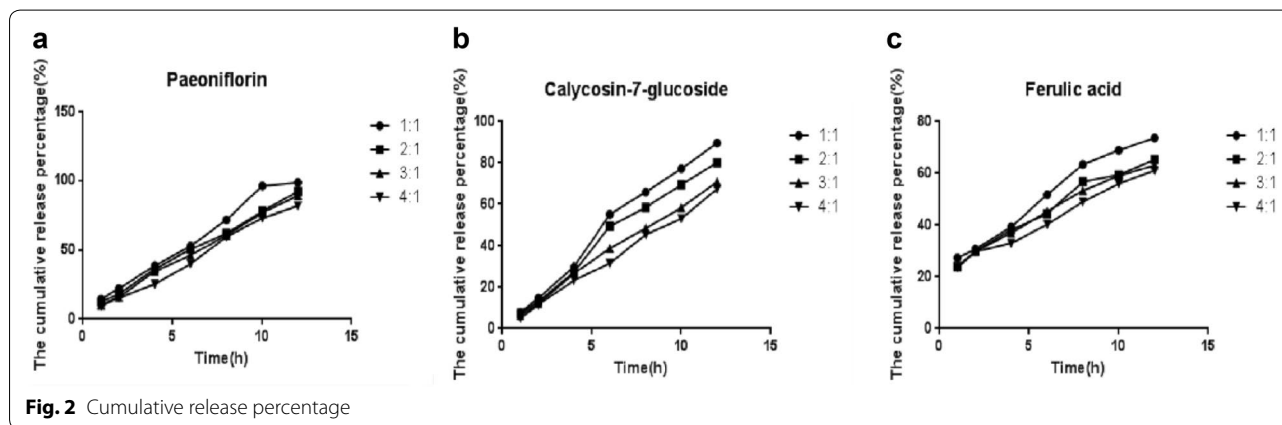 a
Paeoniflorin
The cumulative release percentage(%)
150
100
50
0
0 5 10 15
Time(h)
1:1
2:1
3:1
4:1
b
Calycosin-7-glucoside
The cumulative release percentage(%)
100
80
60
40
20
0
0 5 10 15
Time(h)
1:1
2:1
3:1
4:1
c
Ferulic acid
The cumulative release percentage(%)
80
60
40
20
0
0 5 10 15
Time(h)
1:1
2:1
3:1
4:1
Fig. 2 Cumulative release percentage